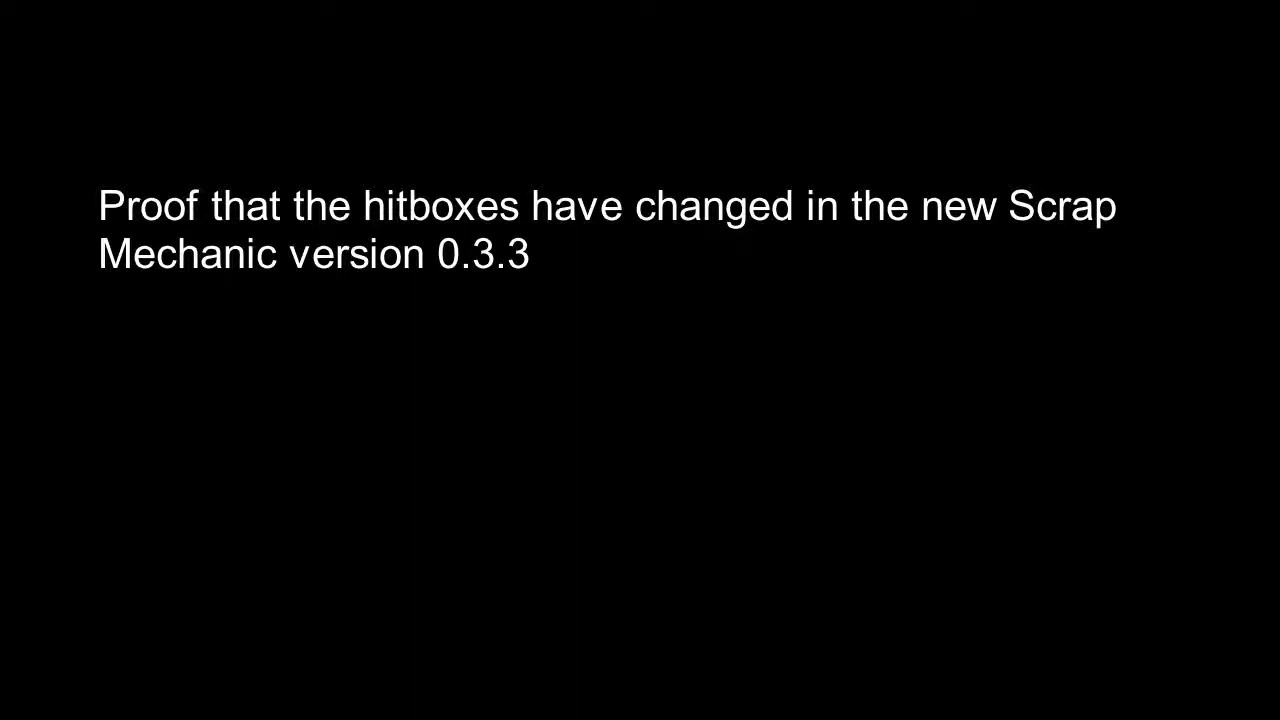 Proof that the hitboxes have changed in the new Scrap
Mechanic version 0.3.3